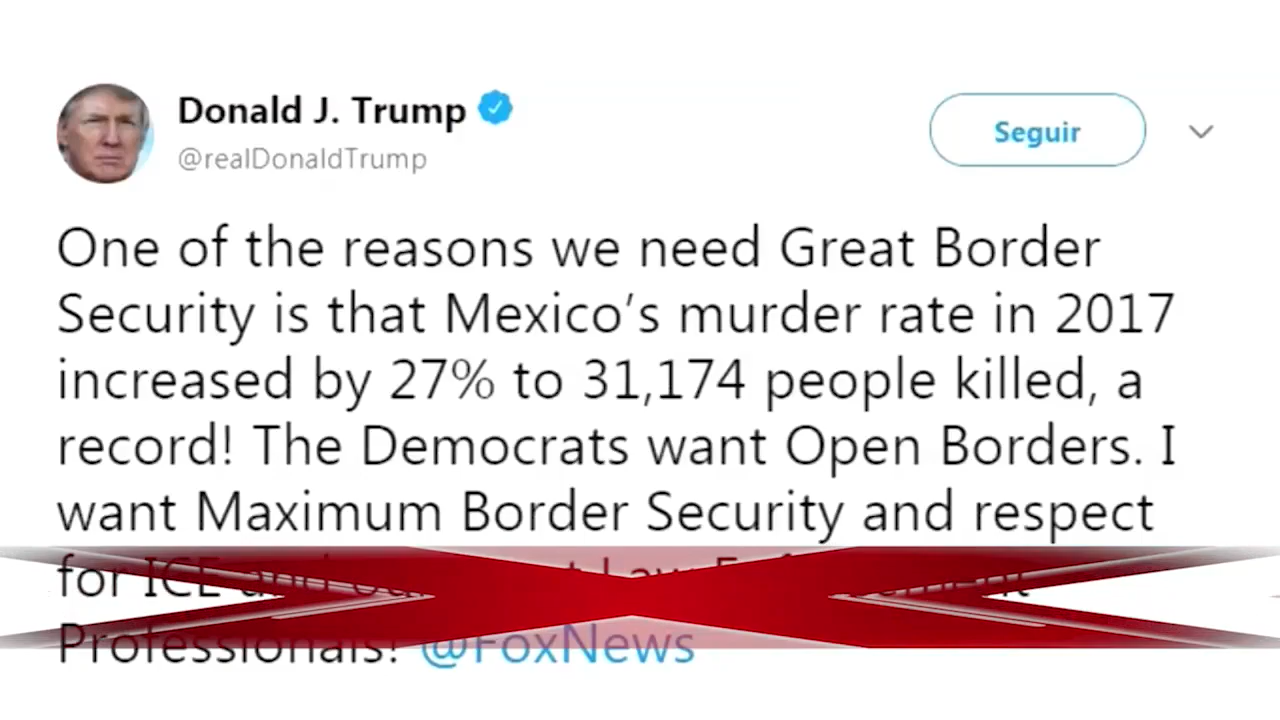 Donald J. Trump
@realDonaldTrump
Seguir
One of the reasons we need Great Border
Security is that Mexico's murder rate in 2017
increased by 27% to 31,174 people killed, a
record! The Democrats want Open Borders. I
want Maximum Border Security and respect
for ICE and Law
Professionals! @FoxNews